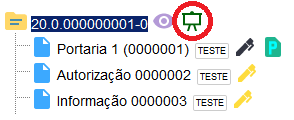 20.0.000000001-0
Portaria 1 (0000001) TESTE P
Autorização 0000002 TESTE
Informação 0000003 TESTE